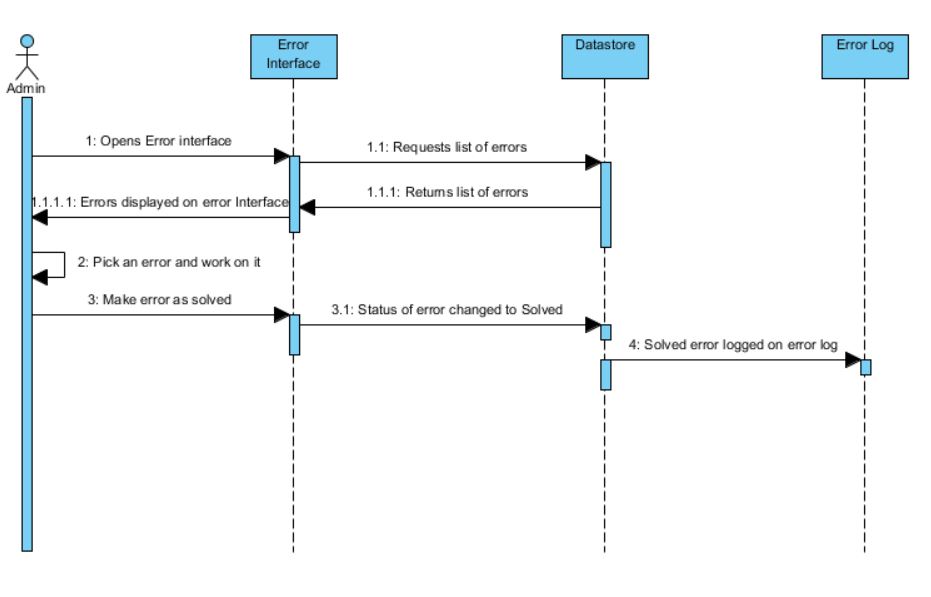 Error
Interface
Datastore
Error Log
Admin
1: Opens Error interface
1.1: Requests list of errors
1.1.1: Returns list of errors
1.1.1.1: Errors displayed on error Interface
2: Pick an error and work on it
3: Make error as solved
3.1: Status of error changed to Solved
4: Solved error logged on error log